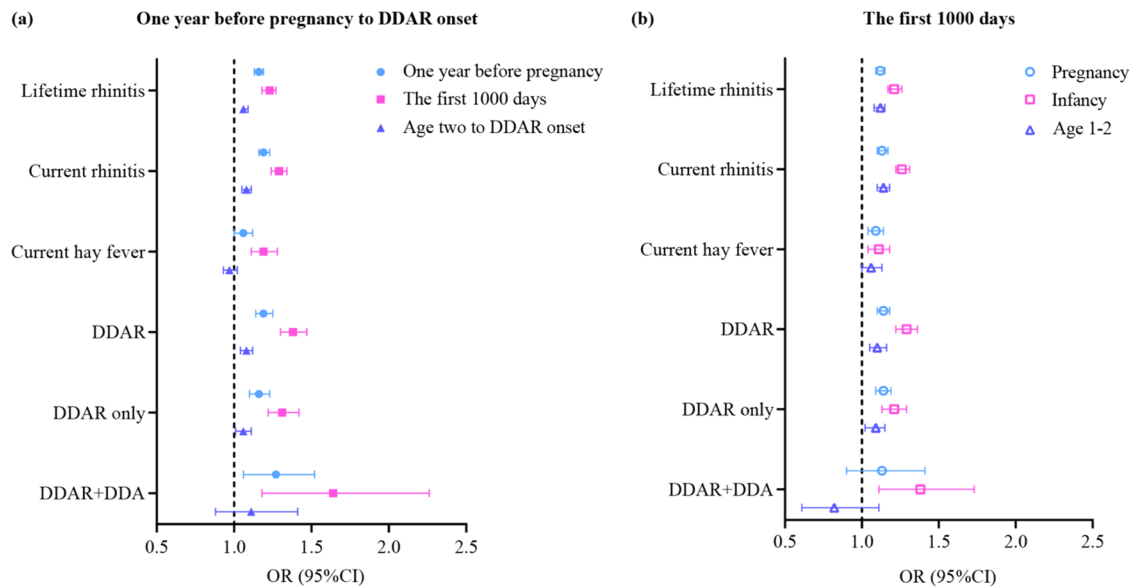 (a) One year before pregnancy to DDAR onset
One year before pregnancy
The first 1000 days
Age two to DDAR onset
Lifetime rhinitis
Current rhinitis
Current hay fever
DDAR
DDAR only
DDAR+DDA
0.5 1.0 1.5 2.0 2.5
OR (95%CI)
(b) The first 1000 days
Pregnancy
Infancy
Age 1-2
Lifetime rhinitis
Current rhinitis
Current hay fever
DDAR
DDAR only
DDAR+DDA
0.5 1.0 1.5 2.0 2.5
OR (95%CI)